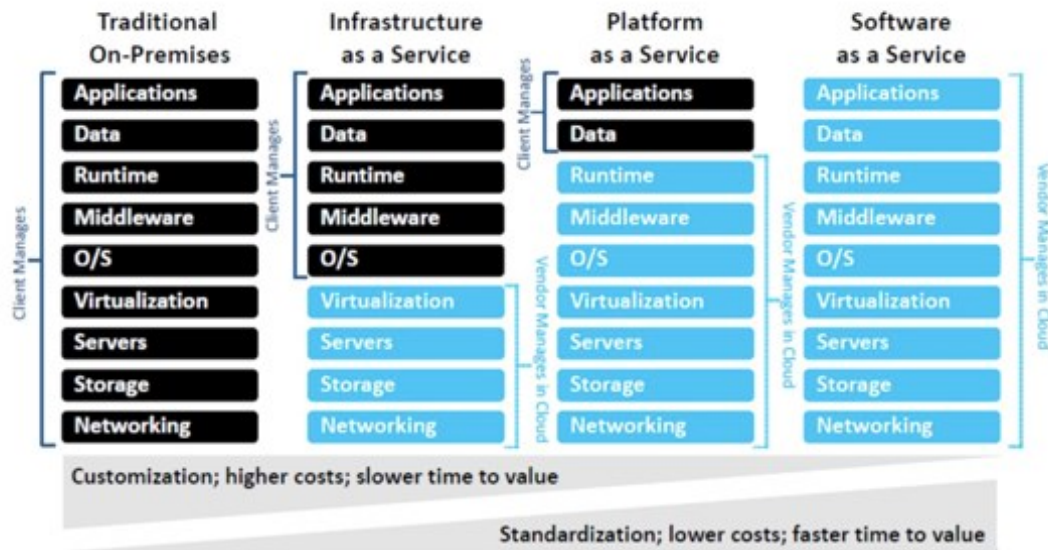 Traditional
On-Premises
Client Manages
Applications
Data
Runtime
Middleware
O/S
Virtualization
Servers
Storage
Networking
Infrastructure
as a Service
Client Manages
Applications
Data
Runtime
Middleware
O/S
Virtualization
Servers
Storage
Networking
Vendor Manages in Cloud
Platform
as a Service
Client Manages
Applications
Data
Runtime
Middleware
O/S
Virtualization
Servers
Storage
Networking
Vendor Manages in Cloud
Software
as a Service
Applications
Data
Runtime
Middleware
O/S
Virtualization
Servers
Storage
Networking
Vendor Manages in Cloud
Customization; higher costs; slower time to value
Standardization; lower costs; faster time to value